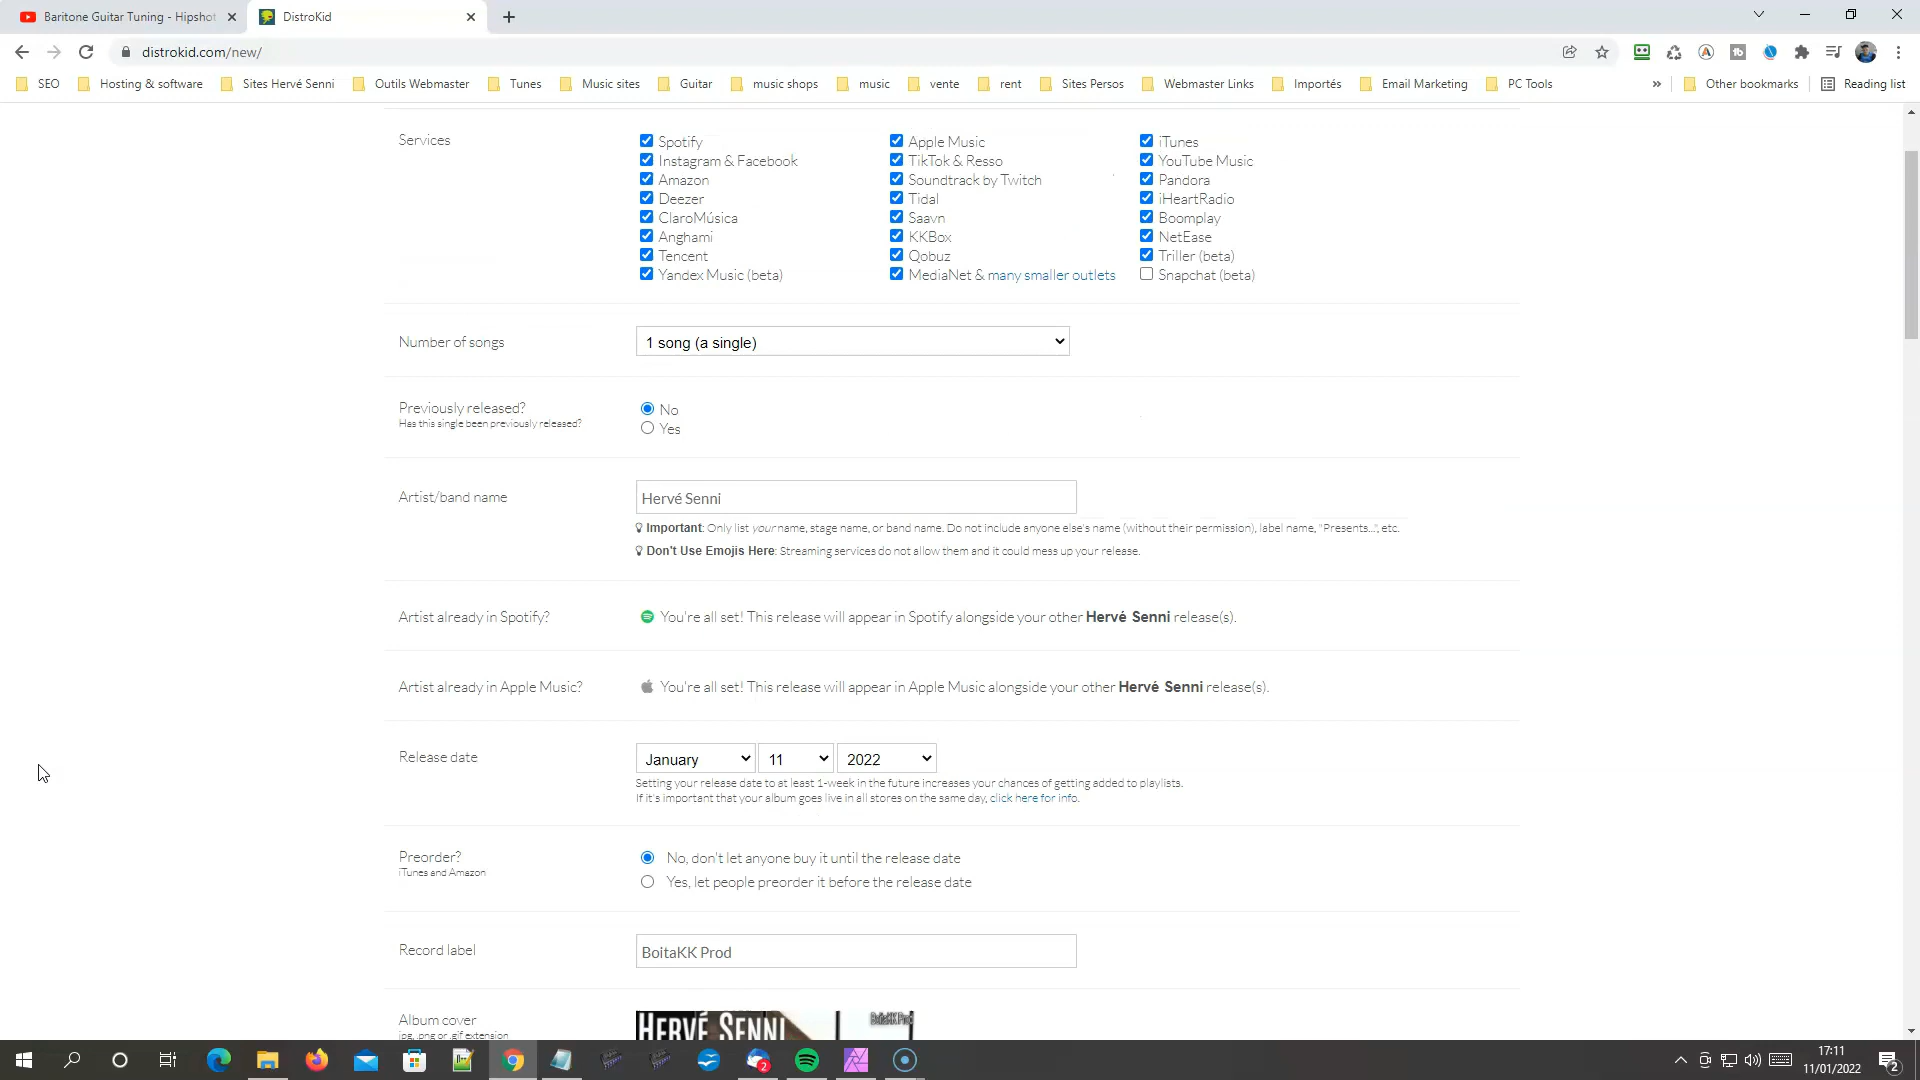 Baritone Guitar Tuning - Hipshot
DistroKid
distrokid.com/new/
SEO
Hosting & software
Sites Hervé Senni
Outils Webmaster
Tunes
Music sites
Guitar
music shops
music
vente
rent
Sites Persos
Webmaster Links
Importés
Email Marketing
PC Tools
Other bookmarks
Reading list
Services
Spotify
Apple Music
iTunes
Instagram & Facebook
TikTok & Resso
YouTube Music
Amazon
Soundtrack by Twitch
Pandora
Deezer
Tidal
iHeartRadio
ClaroMúsica
Saavn
Boomplay
Anghami
KKBox
NetEase
Tencent
Qobuz
Triller (beta)
Yandex Music (beta)
MediaNet & many smaller outlets
Snapchat (beta)
Number of songs
1 song (a single)
Previously released?
Has this single been previously released?
No
Yes
Artist/band name
Hervé Senni
Important: Only list your name, stage name, or band name. Do not include anyone else's name (without their permission), label name, "Presents...", etc.
Don't Use Emojis Here: Streaming services do not allow them and it could mess up your release.
Artist already in Spotify?
You're all set! This release will appear in Spotify alongside your other Hervé Senni release(s).
Artist already in Apple Music?
You're all set! This release will appear in Apple Music alongside your other Hervé Senni release(s).
Release date
January
11
2022
Setting your release date to at least 1-week in the future increases your chances of getting added to playlists.
If it's important that your album goes live in all stores on the same day, click here for info.
Preorder?
iTunes and Amazon
No, don't let anyone buy it until the release date
Yes, let people preorder it before the release date
Record label
BoitaKK Prod
Album cover
jpg, .png or .gif extension
HERVÉ SENNI
BoitaKK Prod
17:11
11/01/2022
2
2